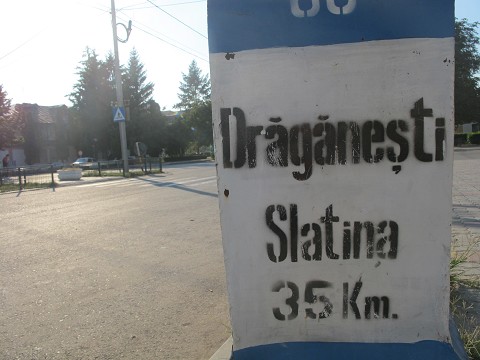 Drăgănești
Slatina
35 Km.